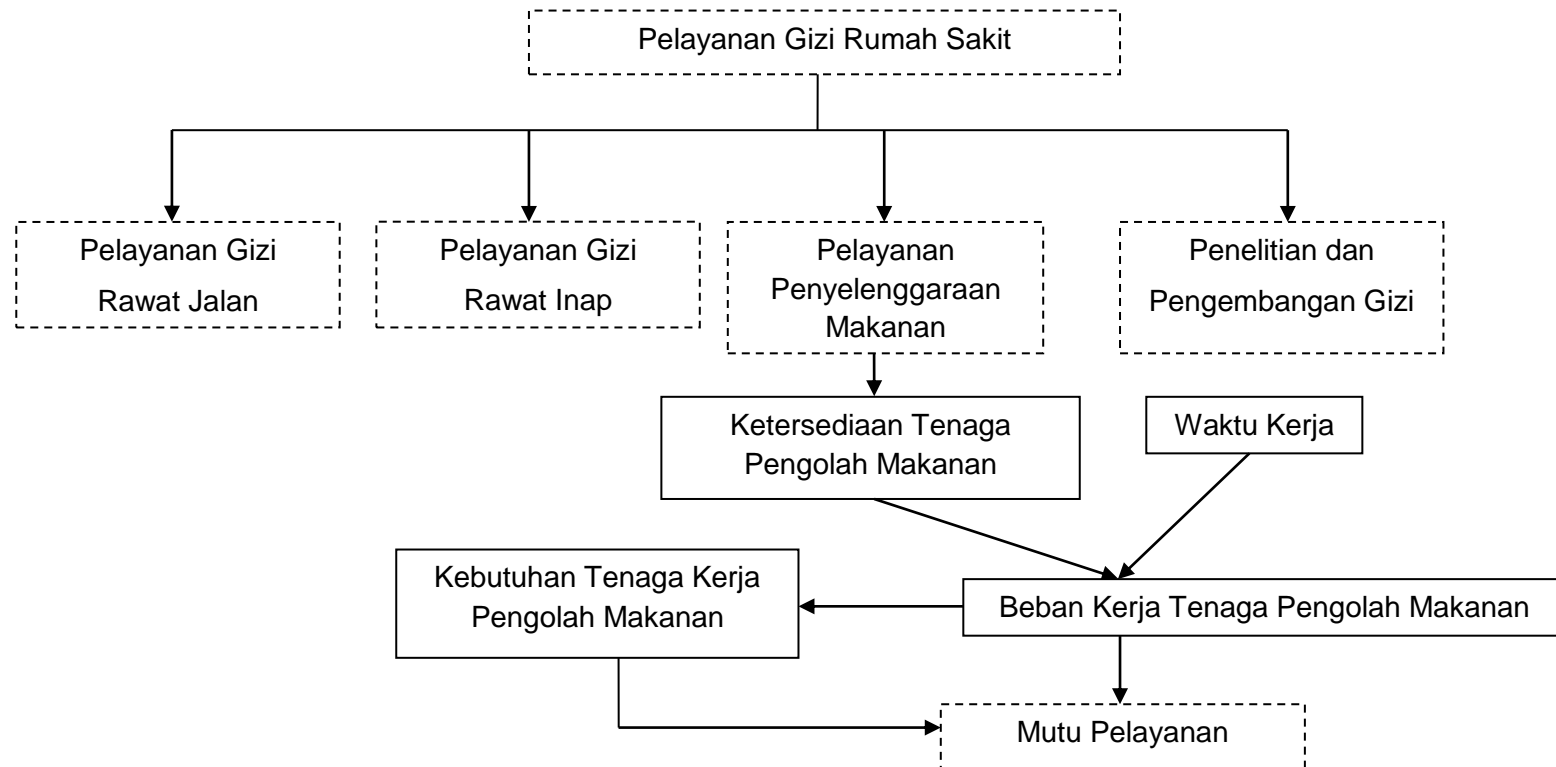 Pelayanan Gizi Rumah Sakit
Pelayanan Gizi
Rawat Jalan
Pelayanan Gizi
Rawat Inap
Pelayanan
Penyelenggaraan
Makanan
Penelitian dan
Pengembangan Gizi
Ketersediaan Tenaga
Pengolah Makanan
Waktu Kerja
Kebutuhan Tenaga Kerja
Pengolah Makanan
Beban Kerja Tenaga Pengolah Makanan
Mutu Pelayanan